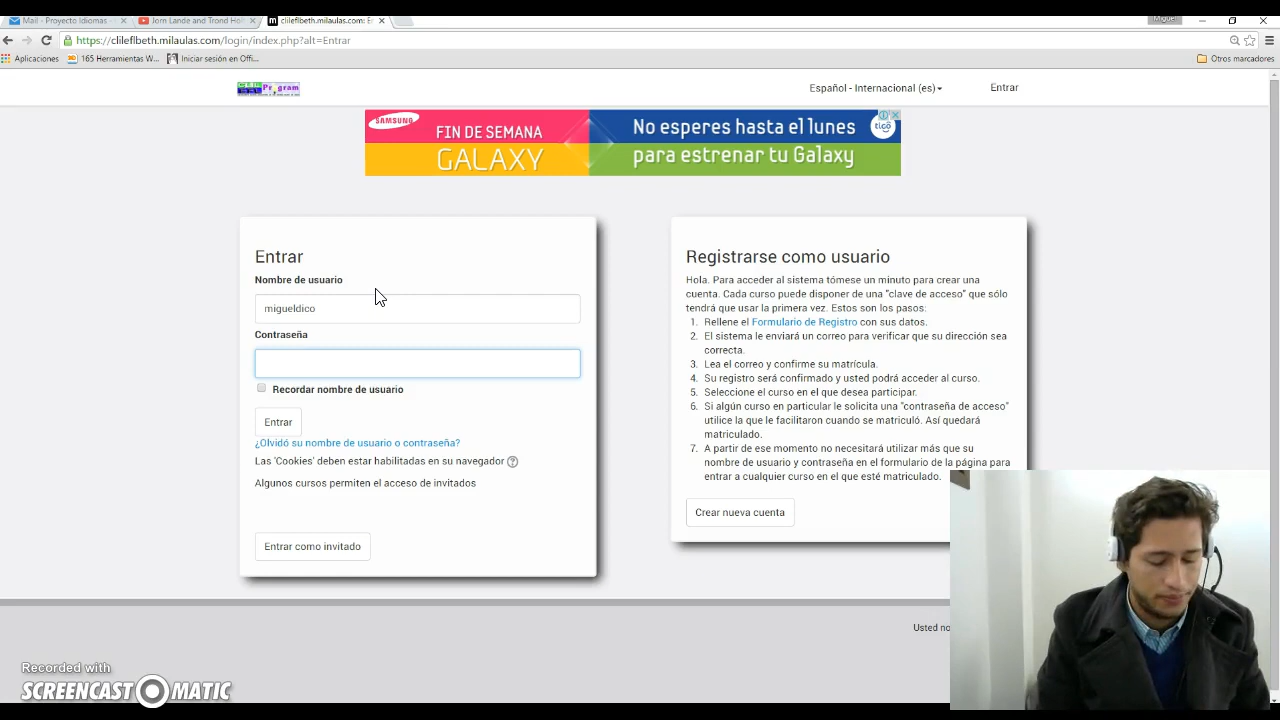 Mail - Proyecto Idiomas -
Jorn Lande and Trond Hol
clileflbeth.milaulas.com: E
Miguel
https://clileflbeth.milaulas.com/login/index.php?alt=Entrar
Aplicaciones
165 Herramientas W...
Iniciar sesión en Offi...
Otros marcadores
Program
Español - Internacional (es)
Entrar
SAMSUNG
FIN DE SEMANA
GALAXY
No esperes hasta el lunes
para estrenar tu Galaxy
tigo
Entrar
Nombre de usuario
migueldico
Contraseña
Recordar nombre de usuario
Entrar
¿Olvidó su nombre de usuario o contraseña?
Las 'Cookies' deben estar habilitadas en su navegador
Algunos cursos permiten el acceso de invitados
Entrar como invitado
Registrarse como usuario
Hola. Para acceder al sistema tómese un minuto para crear una
cuenta. Cada curso puede disponer de una "clave de acceso" que sólo
tendrá que usar la primera vez. Estos son los pasos:
1. Rellene el Formulario de Registro con sus datos.
2. El sistema le enviará un correo para verificar que su dirección sea
correcta.
3. Lea el correo y confirme su matrícula.
4. Su registro será confirmado y usted podrá acceder al curso.
5. Seleccione el curso en el que desea participar.
6. Si algún curso en particular le solicita una "contraseña de acceso"
utilice la que le facilitaron cuando se matriculó. Así quedará
matriculado.
7. A partir de ese momento no necesitará utilizar más que su
nombre de usuario y contraseña en el formulario de la página para
entrar a cualquier curso en el que esté matriculado.
Crear nueva cuenta
Usted no
Recorded with
SCREENCAST MATIC